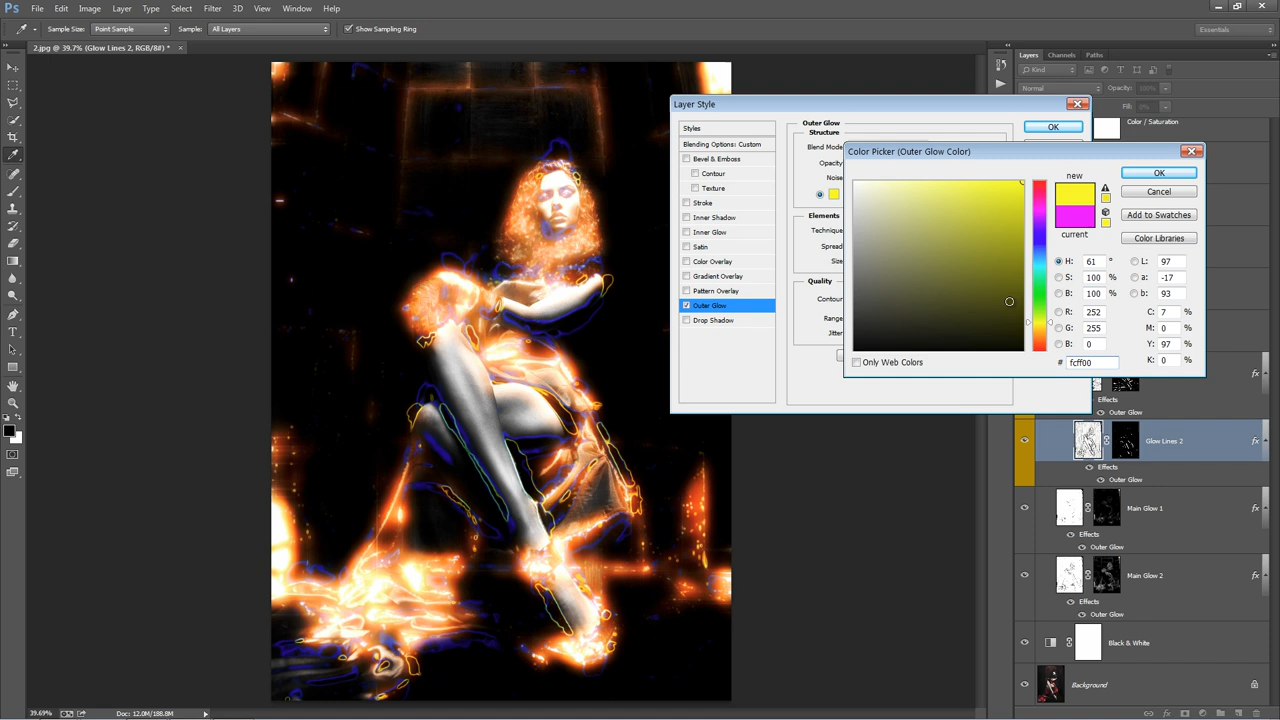 Ps File Edit Image Layer Type Select Filter 3D View Window Help
Sample Size: Point Sample Sample: All Layers Show Sampling Ring Essentials
2.jpg @ 39.7% (Glow Lines 2, RGB/8#) * ×
Layers Channels Paths
Kind
Normal Opacity: 100%
Fill: 0%
Color / Saturation
Layer Style
Styles
Blending Options: Custom
Bevel & Emboss
Contour
Texture
Stroke
Inner Shadow
Inner Glow
Satin
Color Overlay
Gradient Overlay
Pattern Overlay
Outer Glow
Drop Shadow
Outer Glow
Structure
Blend Mode
Opacity
Noise
Elements
Technique
Spread
Size
Quality
Contour
Range
Jitter
OK
Color Picker (Outer Glow Color)
new
current
OK
Cancel
Add to Swatches
Color Libraries
H: 61 °
S: 100 %
B: 100 %
R: 252
G: 255
B: 0
L: 97
a: -17
b: 93
C: 7 %
M: 0 %
Y: 97 %
K: 0 %
# fcff00
Only Web Colors
fx
Effects
Outer Glow
Glow Lines 2 fx
Effects
Outer Glow
Main Glow 1 fx
Effects
Outer Glow
Main Glow 2 fx
Effects
Outer Glow
Black & White
Background
39.69% Doc: 12.0M/188.8M